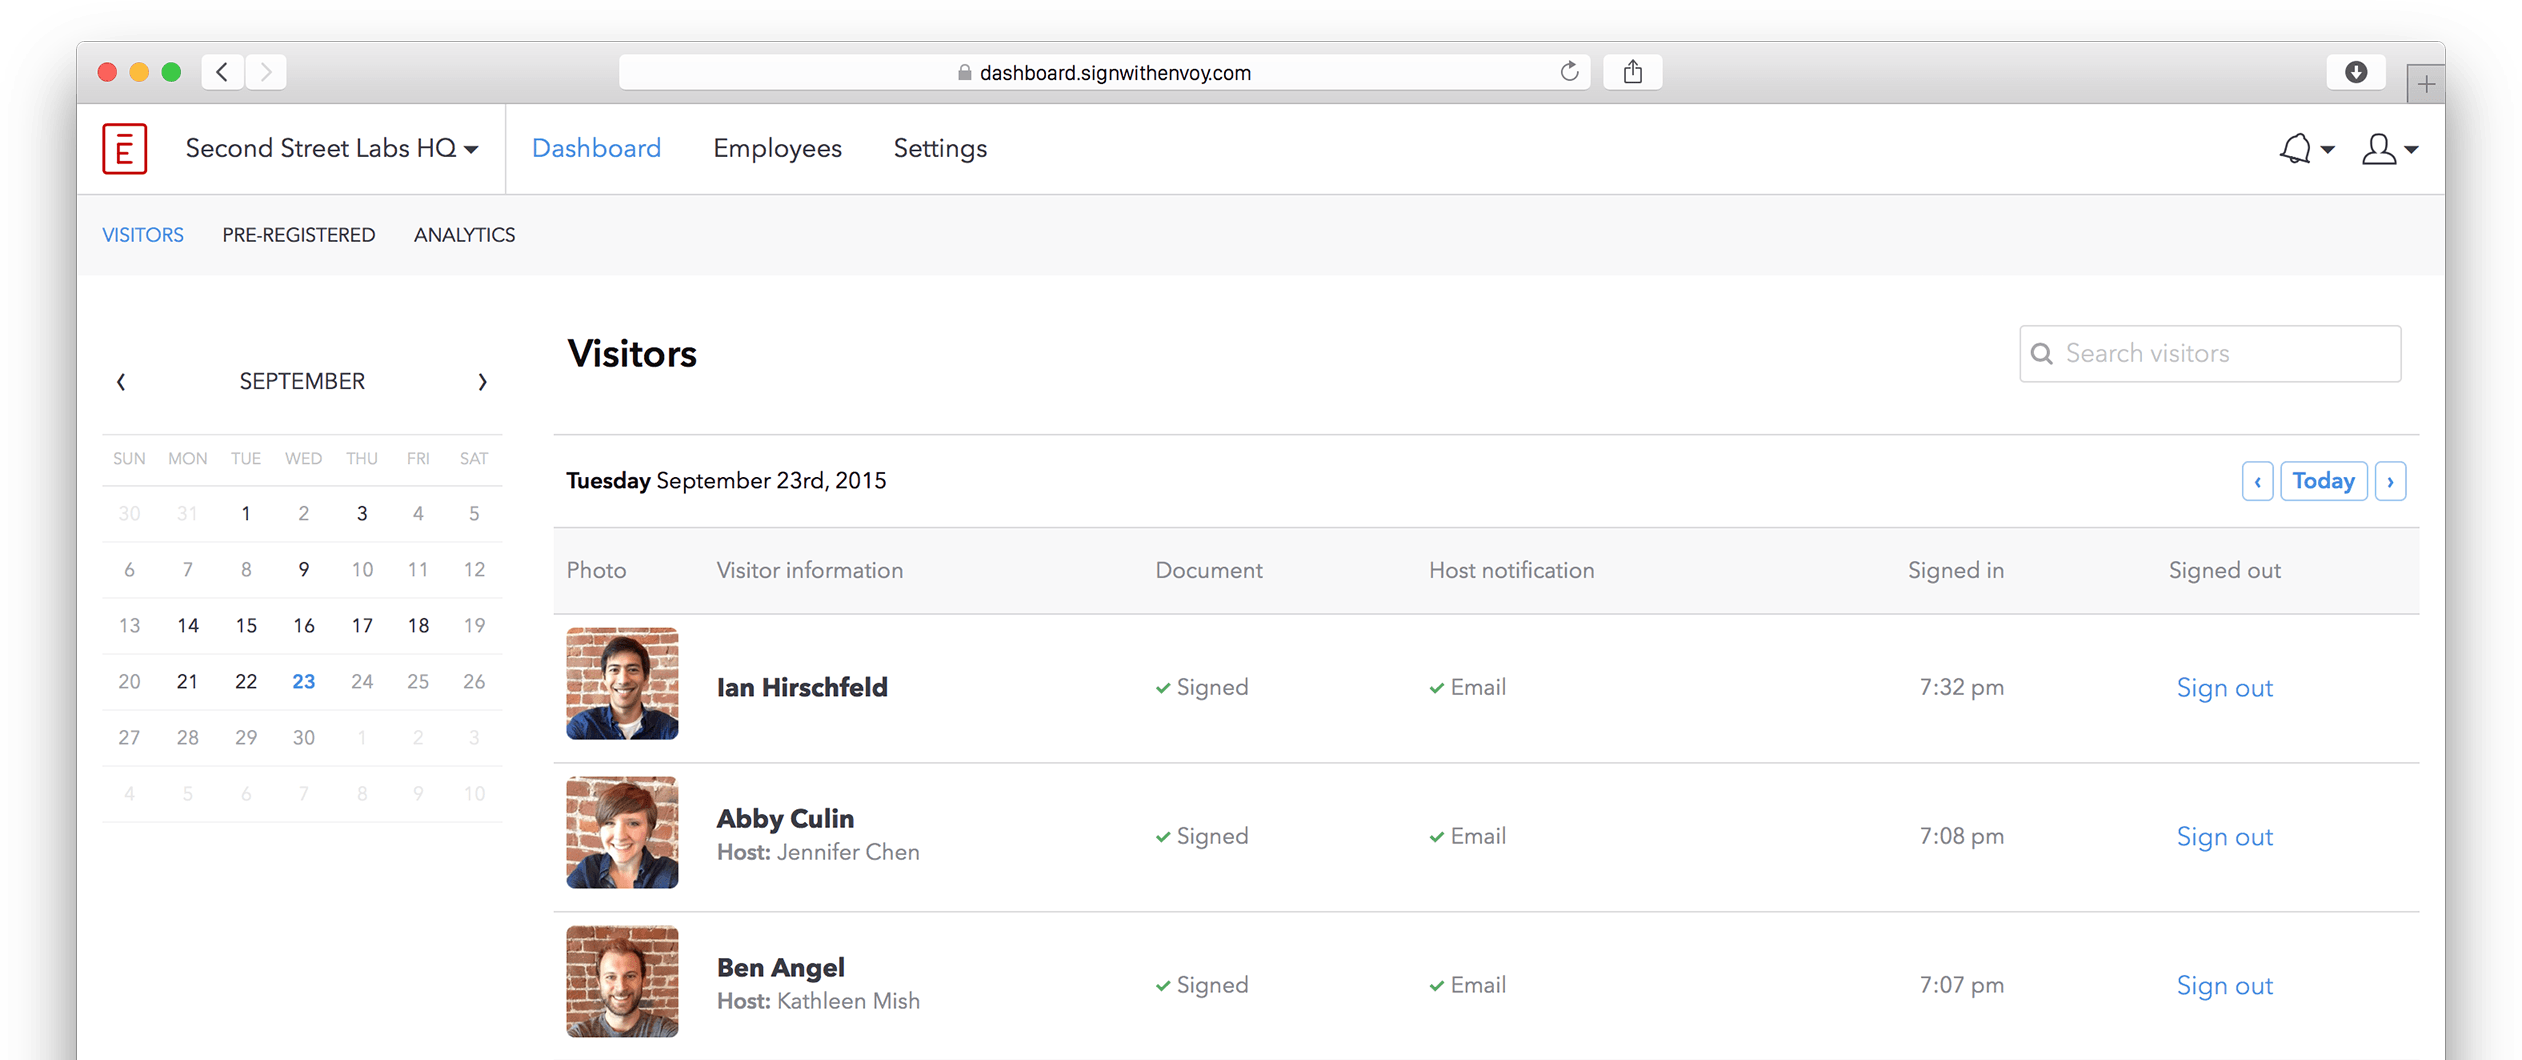 dashboard.signwithenvoy.com
Ē Second Street Labs HQ Dashboard Employees Settings
VISITORS PRE-REGISTERED ANALYTICS
SEPTEMBER
SUN MON TUE WED THU FRI SAT
30 31 1 2 3 4 5
6 7 8 9 10 11 12
13 14 15 16 17 18 19
20 21 22 23 24 25 26
27 28 29 30 1 2 3
4 5 6 7 8 9 10
Visitors
Search visitors
Tuesday September 23rd, 2015
‹ Today ›
Photo Visitor information Document Host notification Signed in Signed out
Ian Hirschfeld ✓ Signed ✓ Email 7:32 pm Sign out
Abby Culin
Host: Jennifer Chen ✓ Signed ✓ Email 7:08 pm Sign out
Ben Angel
Host: Kathleen Mish ✓ Signed ✓ Email 7:07 pm Sign out